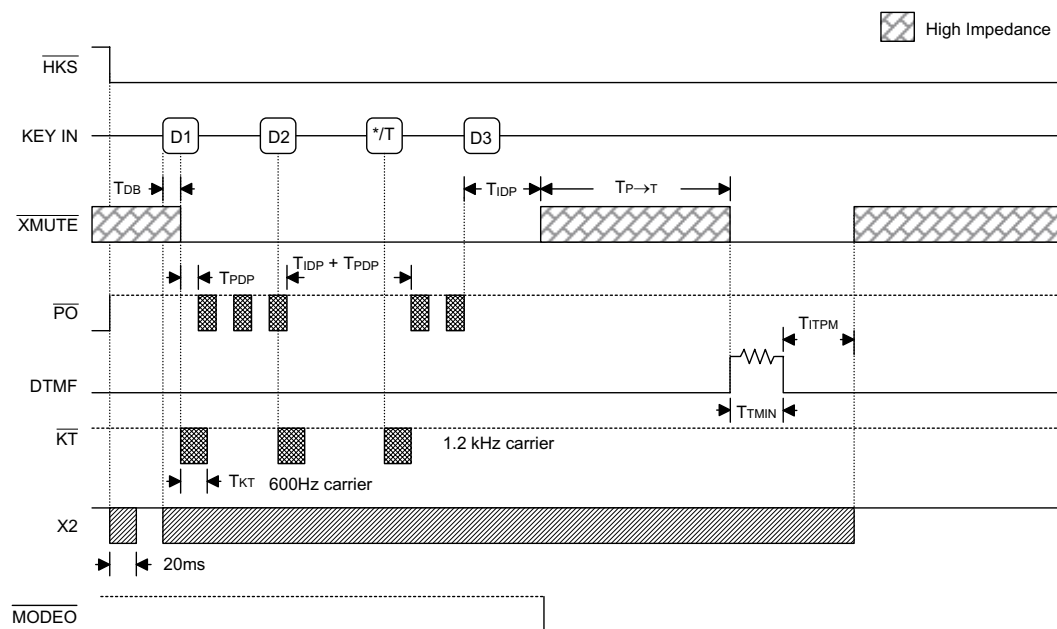 High Impedance
HKS
KEY IN D1 D2 */T D3
TDB TIDP TP→T
XMUTE
TPDP TIDP + TPDP
PO
TITPM
DTMF
TTMIN
KT 1.2 kHz carrier
TKT 600Hz carrier
X2
20ms
MODEO